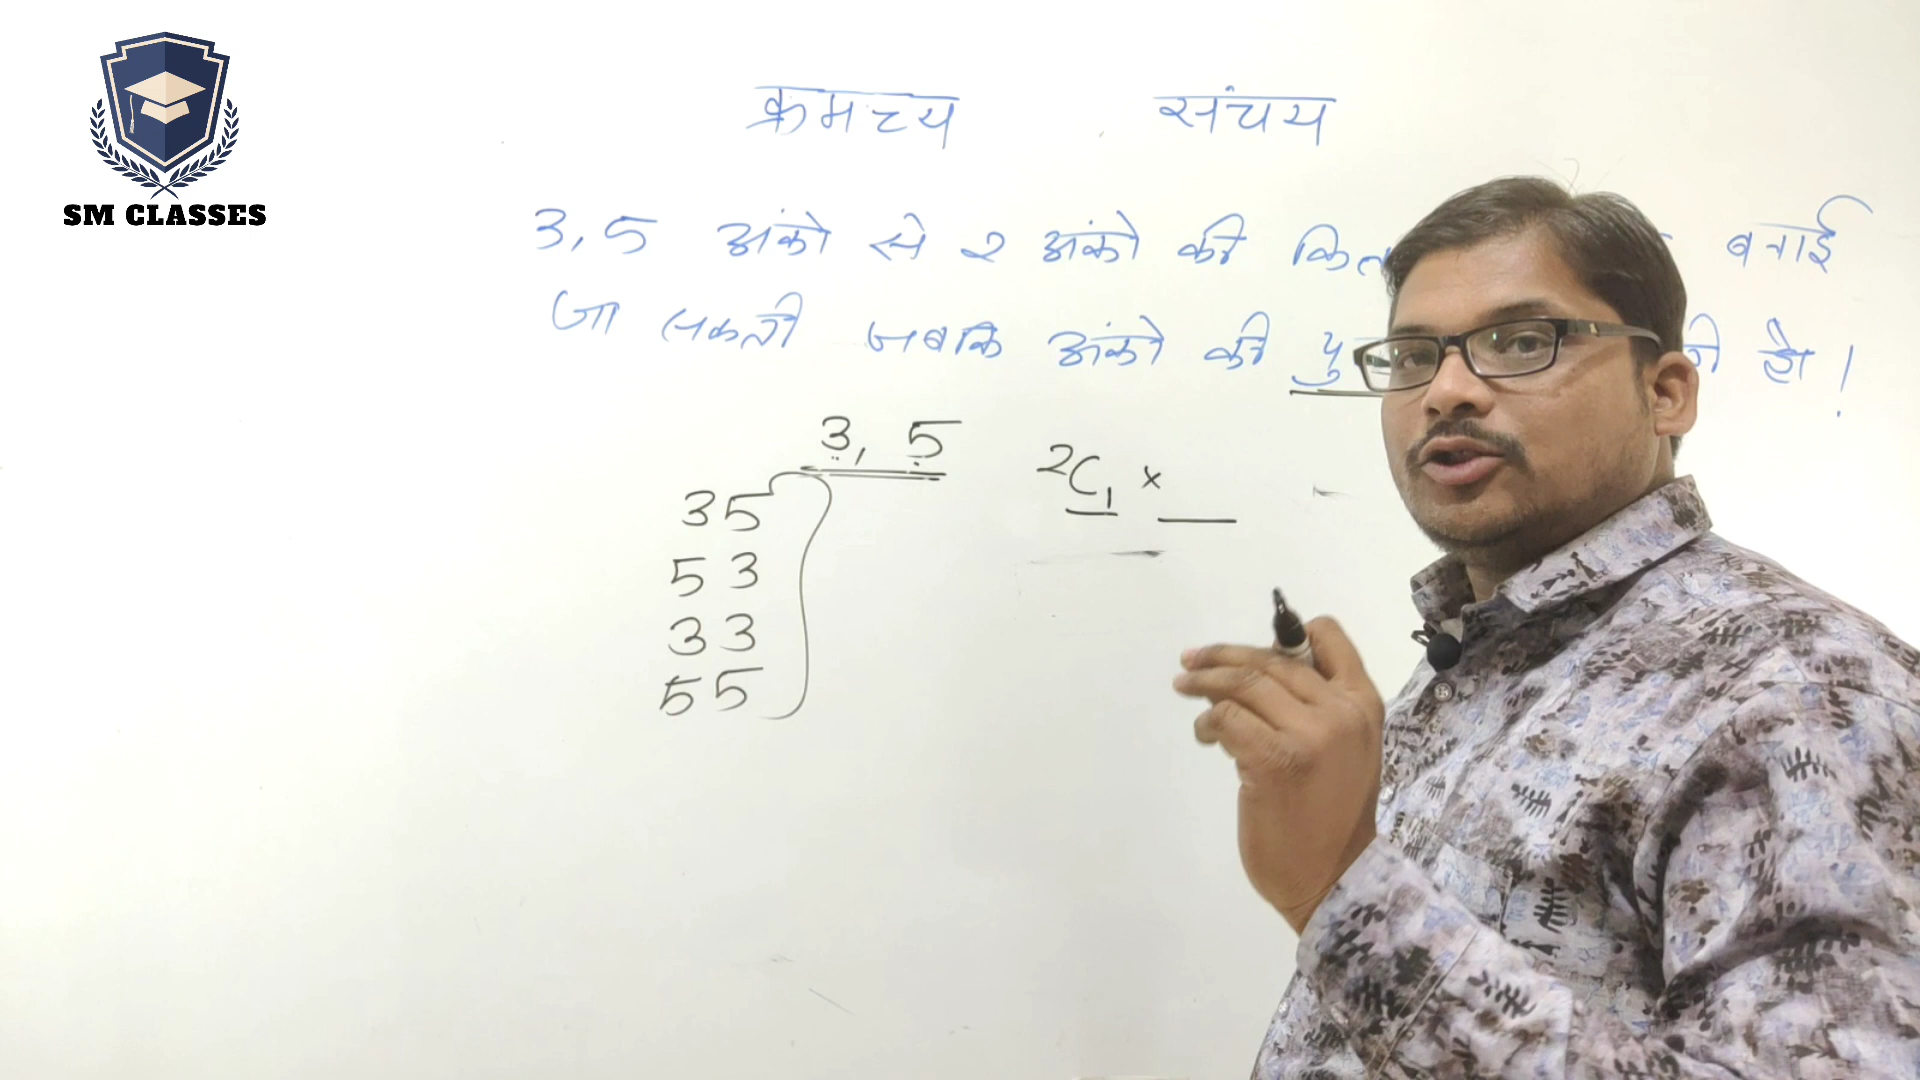 SM CLASSES
क्रमचय संचय
3, 5 अंको से 2 अंको की बनाई
जा सकती जबकि अंको की हो ।
3, 5
35
53
33
55
²C₁ ×